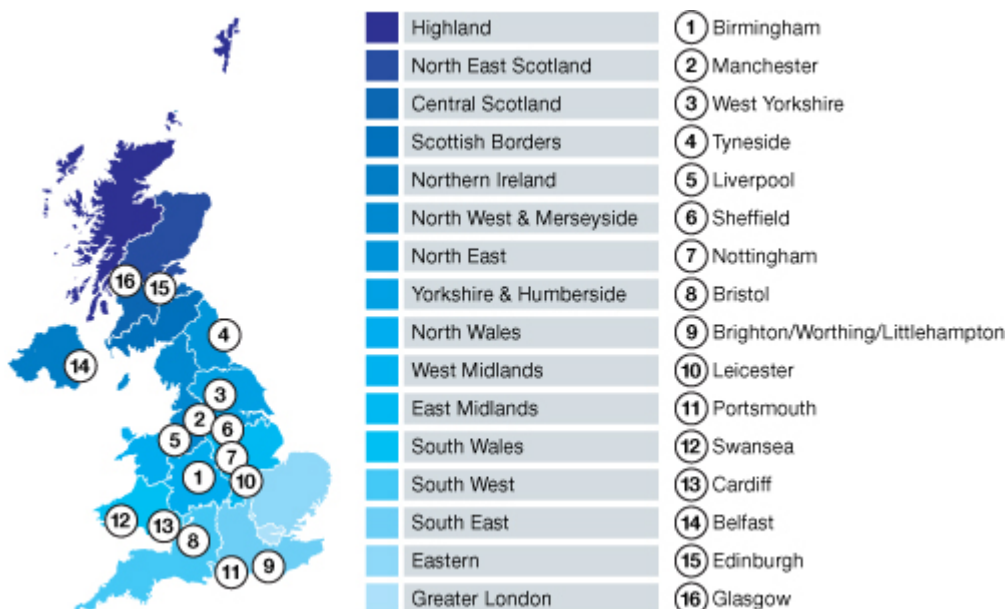 Highland
North East Scotland
Central Scotland
Scottish Borders
Northern Ireland
North West & Merseyside
North East
Yorkshire & Humberside
North Wales
West Midlands
East Midlands
South Wales
South West
South East
Eastern
Greater London
1 Birmingham
2 Manchester
3 West Yorkshire
4 Tyneside
5 Liverpool
6 Sheffield
7 Nottingham
8 Bristol
9 Brighton/Worthing/Littlehampton
10 Leicester
11 Portsmouth
12 Swansea
13 Cardiff
14 Belfast
15 Edinburgh
16 Glasgow
16
15
4
14
3
2
6
5
7
1
10
12
13
8
11
9